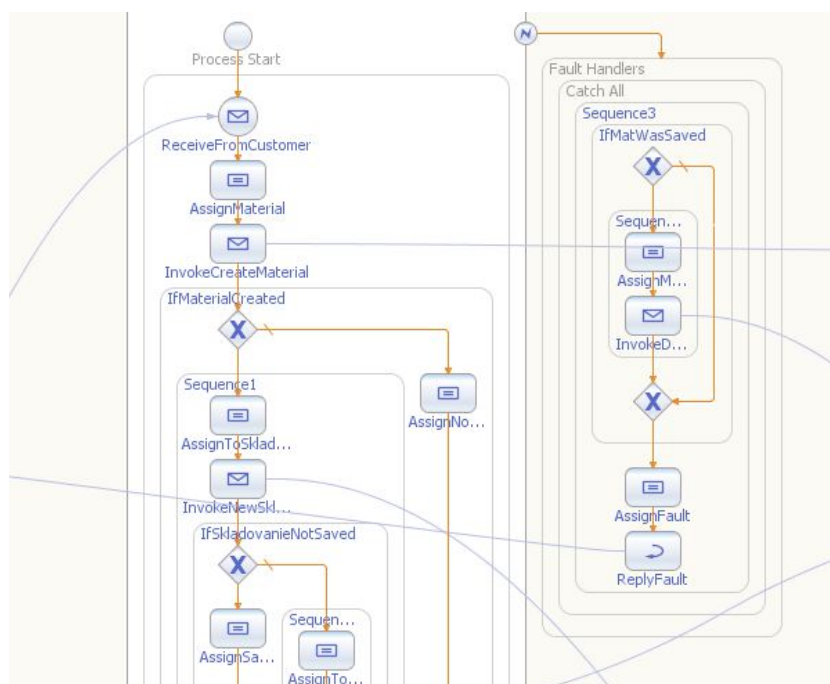 Process Start
ReceiveFromCustomer
AssignMaterial
InvokeCreateMaterial
IfMaterialCreated
Sequence1
AssignToSklad...
AssignNo...
InvokeNewSkl...
IfSkladovanieNotSaved
AssignSa...
Sequen...
AssignTo...
Fault Handlers
Catch All
Sequence3
IfMatWasSaved
Sequen...
AssignM...
InvokeD...
AssignFault
ReplyFault